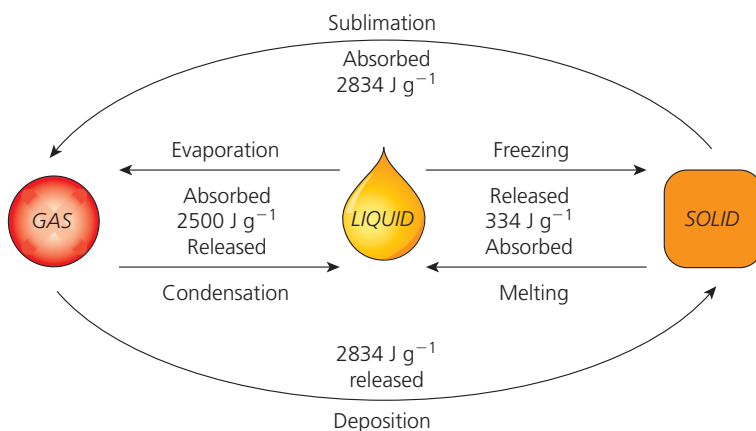 Sublimation
Absorbed
2834 J g⁻¹
Evaporation
Freezing
GAS
Absorbed
2500 J g⁻¹
Released
LIQUID
Released
334 J g⁻¹
Absorbed
SOLID
Condensation
Melting
2834 J g⁻¹
released
Deposition